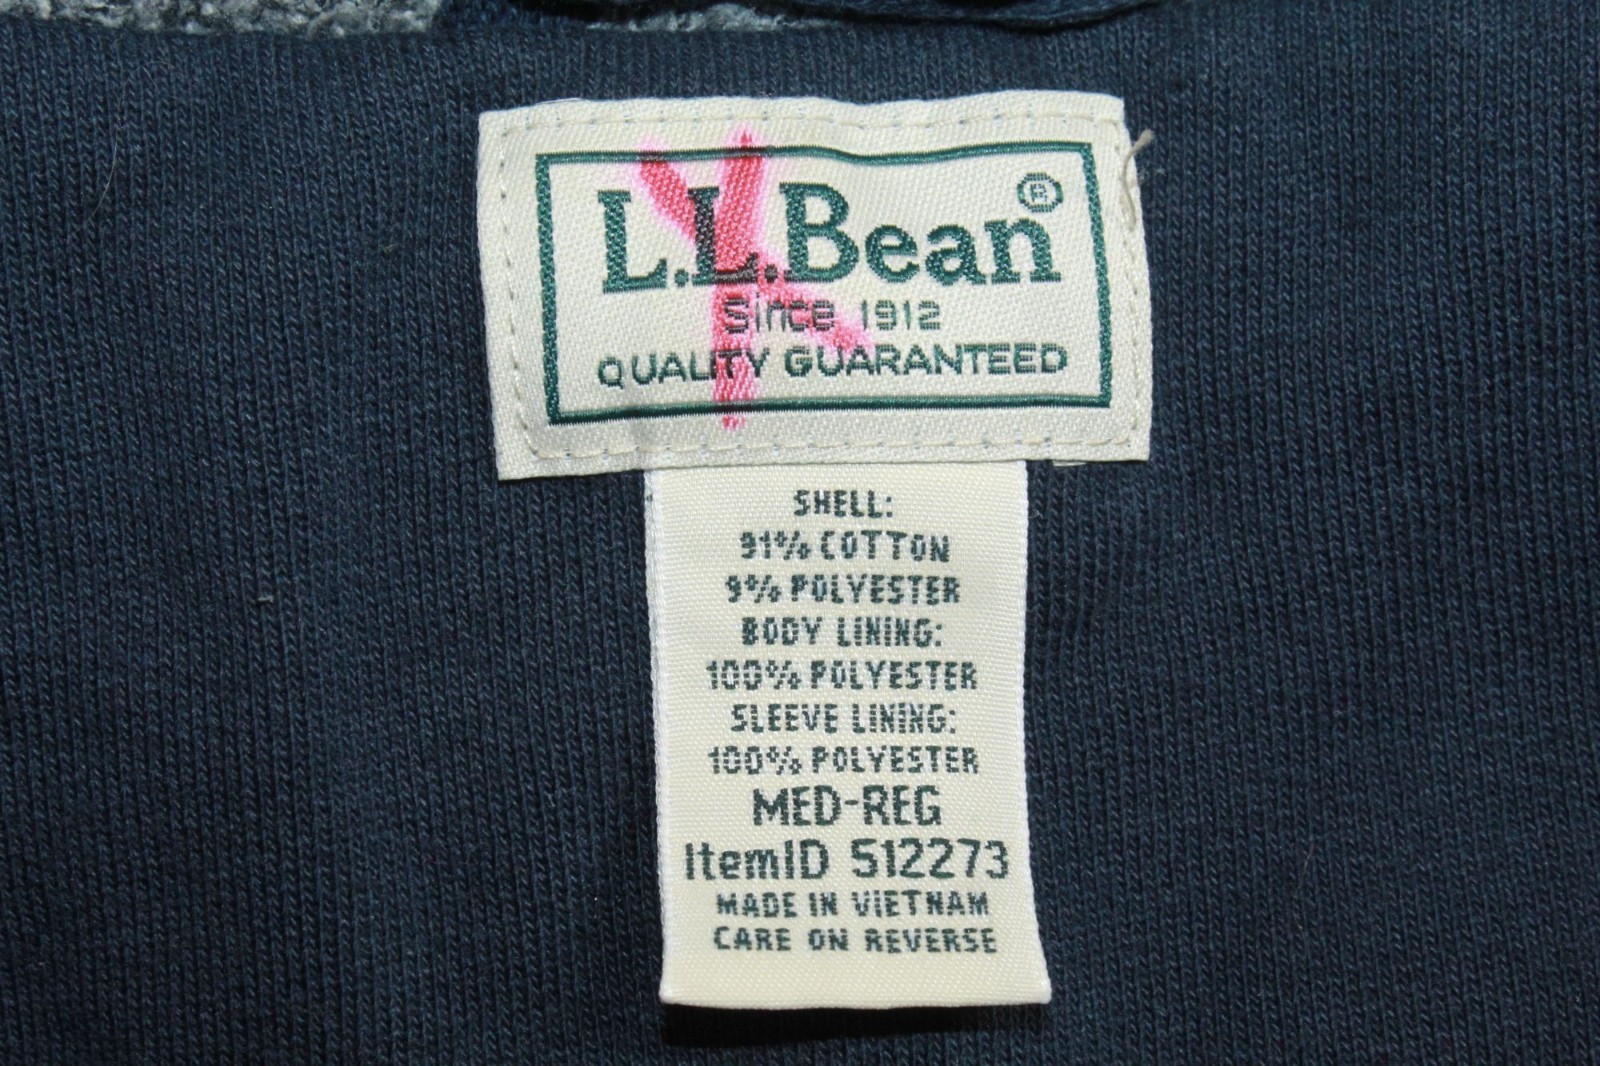 L.L.Bean®
Since 1912
QUALITY GUARANTEED
SHELL:
91% COTTON
9% POLYESTER
BODY LINING:
100% POLYESTER
SLEEVE LINING:
100% POLYESTER
MED-REG
ItemID 512273
MADE IN VIETNAM
CARE ON REVERSE